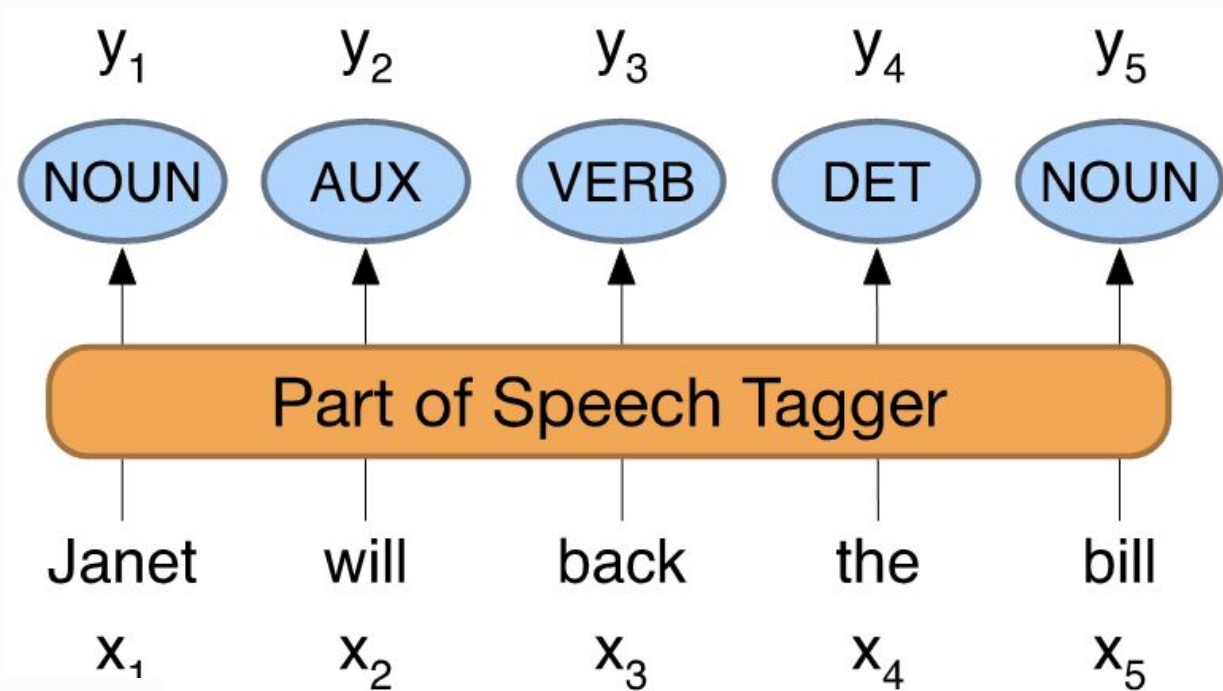 y₁ y₂ y₃ y₄ y₅
NOUN AUX VERB DET NOUN
Part of Speech Tagger
Janet will back the bill
x₁ x₂ x₃ x₄ x₅